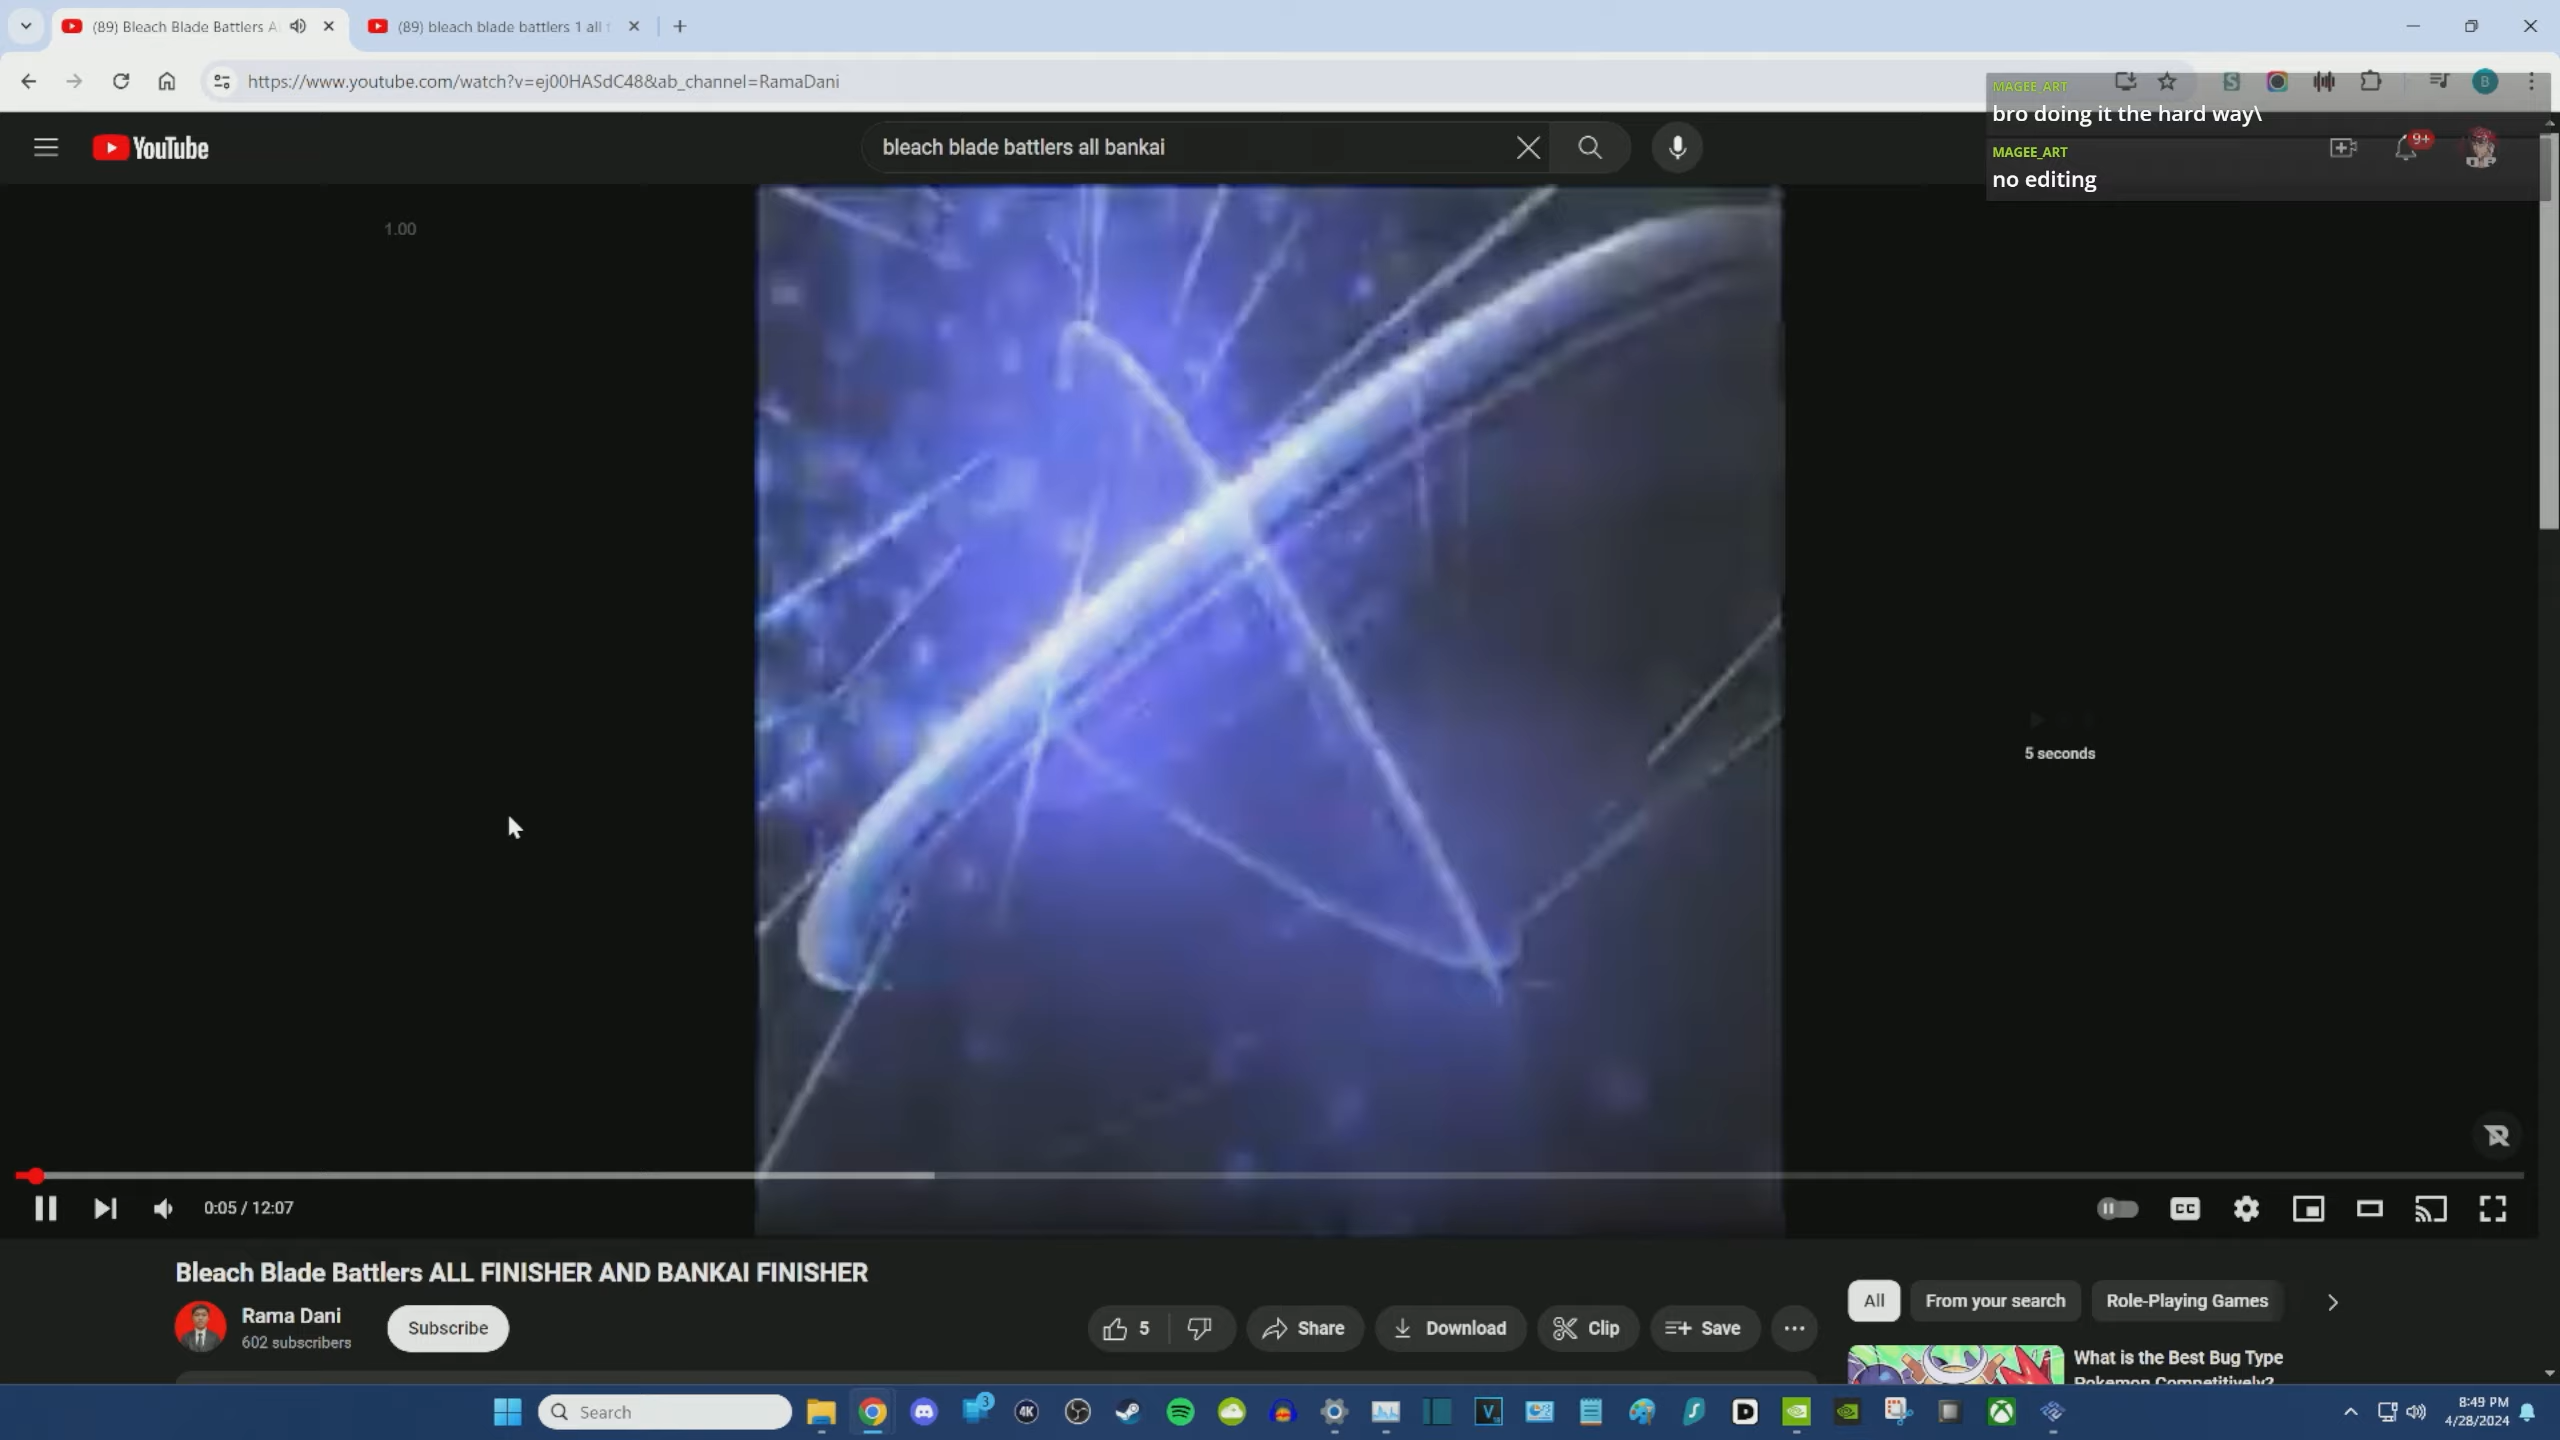 (89) Bleach Blade Battlers A
(89) bleach blade battlers 1 all f
https://www.youtube.com/watch?v=ej00HASdC48&ab_channel=RamaDani
MAGEE_ART
bro doing it the hard way\
YouTube
bleach blade battlers all bankai
9+
MAGEE_ART
no editing
1.00
5 seconds
0:05 / 12:07
CC
Bleach Blade Battlers ALL FINISHER AND BANKAI FINISHER
Rama Dani
602 subscribers
Subscribe
5
Share
Download
Clip
Save
All
From your search
Role-Playing Games
What is the Best Bug Type
Pokemon Competitively?
Search
3
4K
8:49 PM
4/28/2024